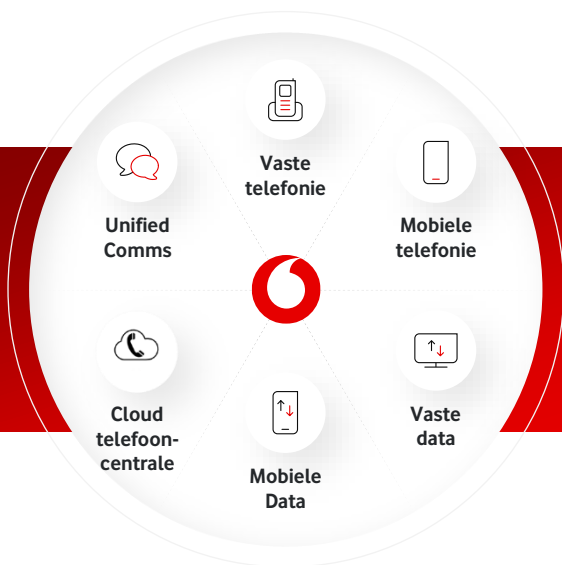 Vaste
telefonie
Unified
Comms
Mobiele
telefonie
Cloud
telefoon-
centrale
Vaste
data
Mobiele
Data